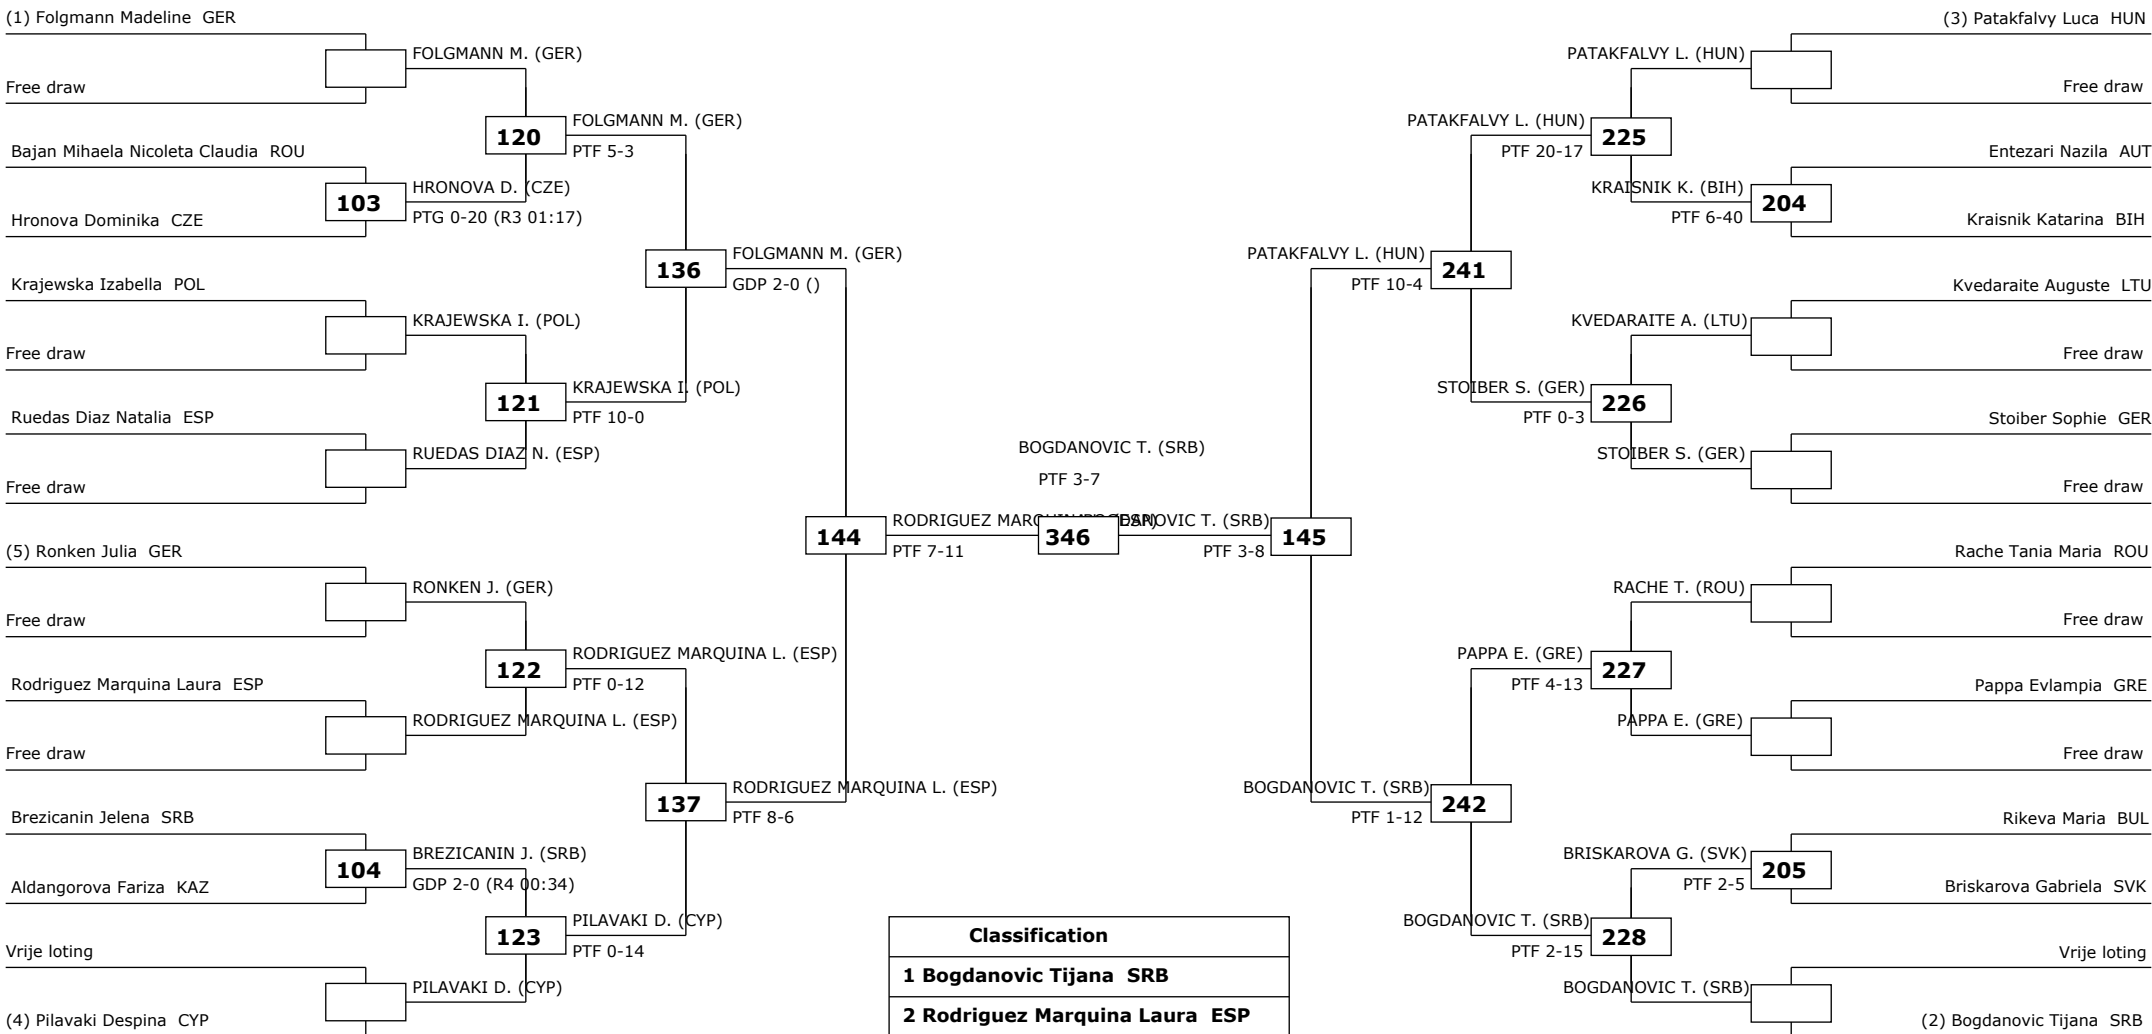 (1) Folgmann Madeline GER
Free draw
FOLGMANN M. (GER)
Bajan Mihaela Nicoleta Claudia ROU
103
Hronova Dominika CZE
HRONOVA D. (CZE)
PTG 0-20 (R3 01:17)
120
FOLGMANN M. (GER)
PTF 5-3
Krajewska Izabella POL
Free draw
KRAJEWSKA I. (POL)
Ruedas Diaz Natalia ESP
Free draw
RUEDAS DIAZ N. (ESP)
121
KRAJEWSKA I. (POL)
PTF 10-0
136
FOLGMANN M. (GER)
GDP 2-0 ()
(5) Ronken Julia GER
Free draw
RONKEN J. (GER)
Rodriguez Marquina Laura ESP
Free draw
RODRIGUEZ MARQUINA L. (ESP)
122
RODRIGUEZ MARQUINA L. (ESP)
PTF 0-12
Brezicanin Jelena SRB
104
Aldangorova Fariza KAZ
BREZICANIN J. (SRB)
GDP 2-0 (R4 00:34)
Vrije loting
(4) Pilavaki Despina CYP
PILAVAKI D. (CYP)
123
PILAVAKI D. (CYP)
PTF 0-14
137
RODRIGUEZ MARQUINA L. (ESP)
PTF 8-6
144
RODRIGUEZ (ESP)
PTF 7-11
BOGDANOVIC T. (SRB)
PTF 3-7
346
T. (SRB)
PTF 3-8
145
(3) Patakfalvy Luca HUN
Free draw
PATAKFALVY L. (HUN)
Entezari Nazila AUT
204
Kraisnik Katarina BIH
KRAISNIK K. (BIH)
PTF 6-40
225
PATAKFALVY L. (HUN)
PTF 20-17
Kvedaraite Auguste LTU
Free draw
KVEDARAITE A. (LTU)
Stoiber Sophie GER
Free draw
STOIBER S. (GER)
226
STOIBER S. (GER)
PTF 0-3
241
PATAKFALVY L. (HUN)
PTF 10-4
Rache Tania Maria ROU
Free draw
RACHE T. (ROU)
Pappa Evlampia GRE
Free draw
PAPPA E. (GRE)
227
PAPPA E. (GRE)
PTF 4-13
Rikeva Maria BUL
205
Briskarova Gabriela SVK
BRISKAROVA G. (SVK)
PTF 2-5
Vrije loting
(2) Bogdanovic Tijana SRB
BOGDANOVIC T. (SRB)
228
BOGDANOVIC T. (SRB)
PTF 2-15
242
BOGDANOVIC T. (SRB)
PTF 1-12
Classification
1 Bogdanovic Tijana SRB
2 Rodriguez Marquina Laura ESP